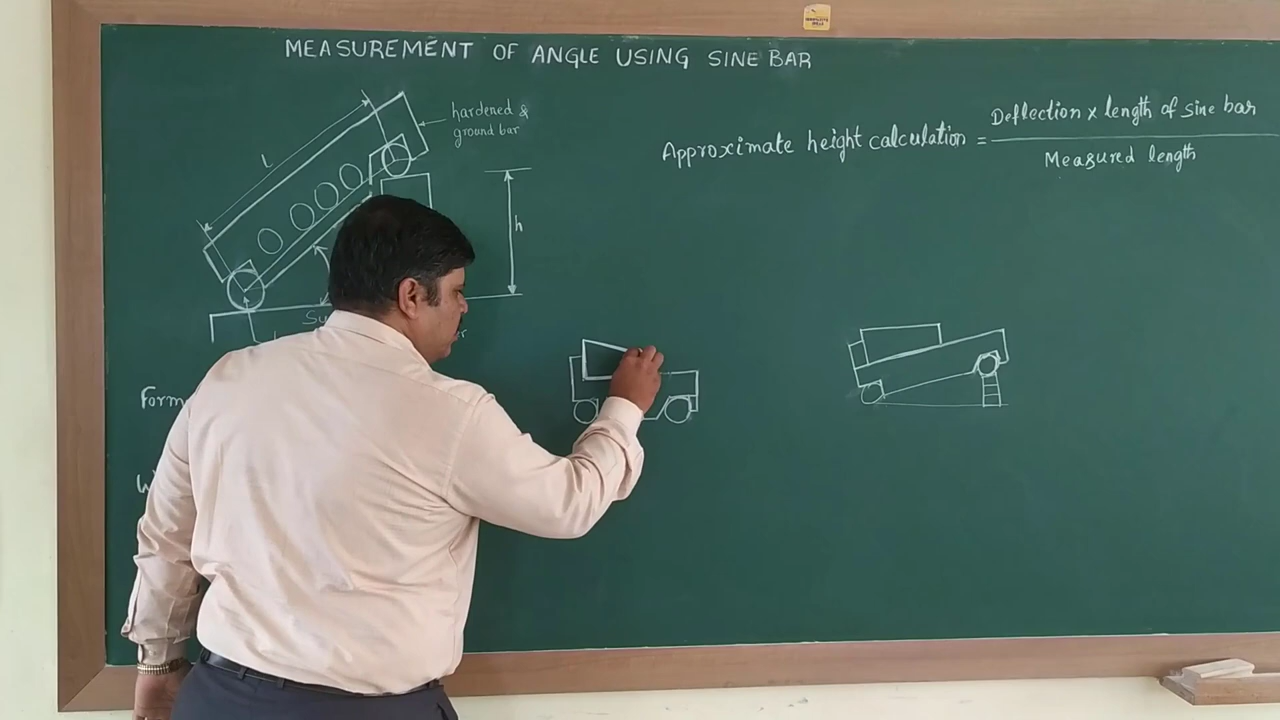 MEASUREMENT OF ANGLE USING SINE BAR
hardened &
ground bar
l
h
Approximate height calculation = Deflection x length of sine bar
Measured length